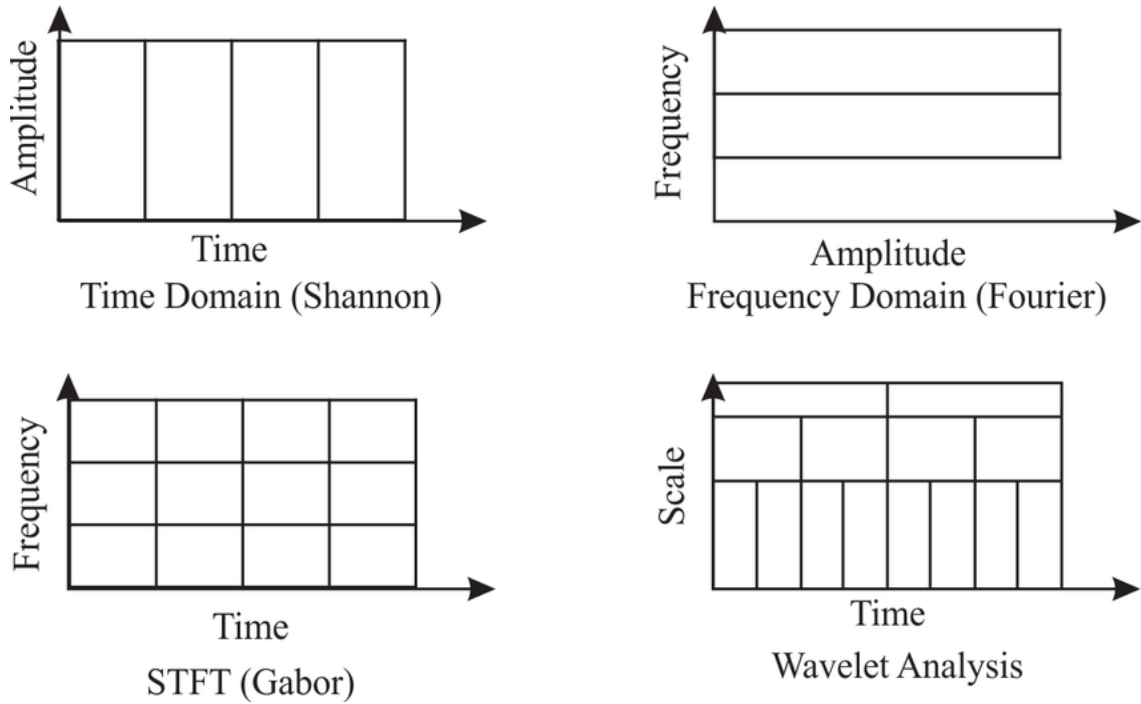 Amplitude
Time
Time Domain (Shannon)
Frequency
Amplitude
Frequency Domain (Fourier)
Frequency
Time
STFT (Gabor)
Scale
Time
Wavelet Analysis